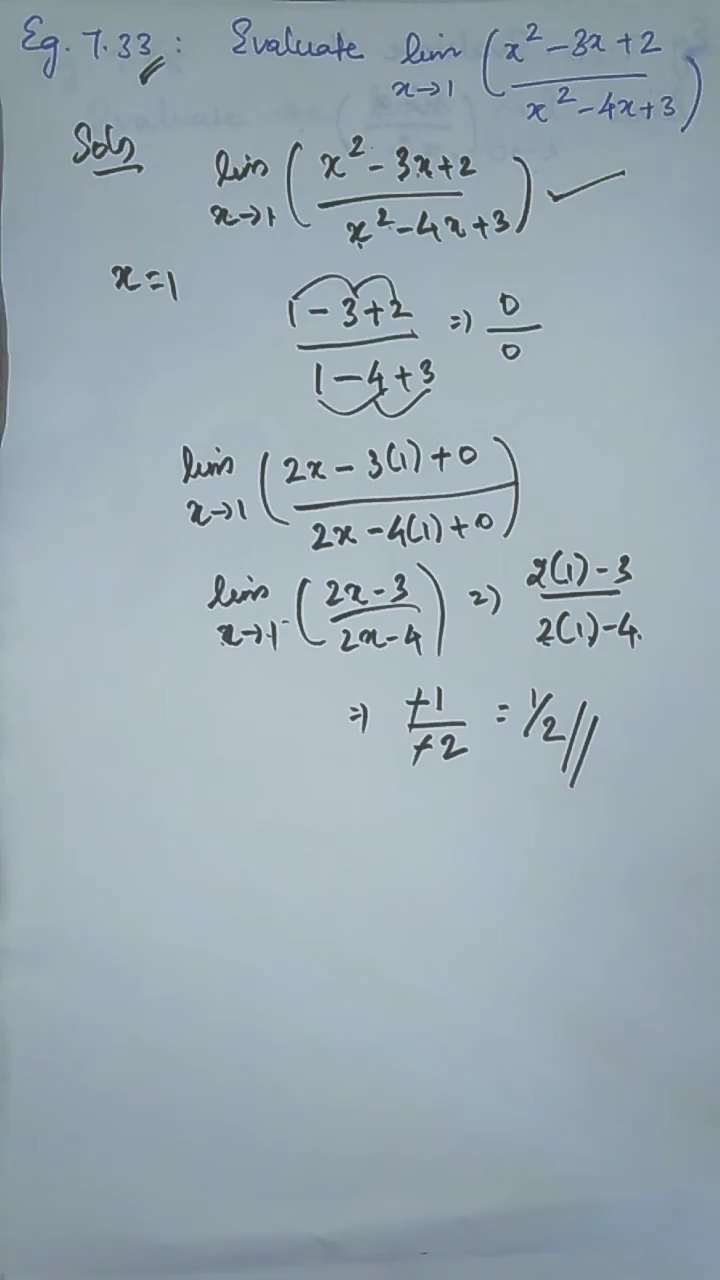 Eg. 7.33 : Evaluate lim x→1 (x² - 3x + 2 / x² - 4x + 3)
Soln
lim x→1 (x² - 3x + 2 / x² - 4x + 3) ✓
x = 1
1 - 3 + 2 / 1 - 4 + 3 ⇒ 0 / 0
lim x→1 (2x - 3(1) + 0 / 2x - 4(1) + 0)
lim x→1 (2x - 3 / 2x - 4) ⇒ 2(1) - 3 / 2(1) - 4
⇒ -1 / -2 = 1/2 //